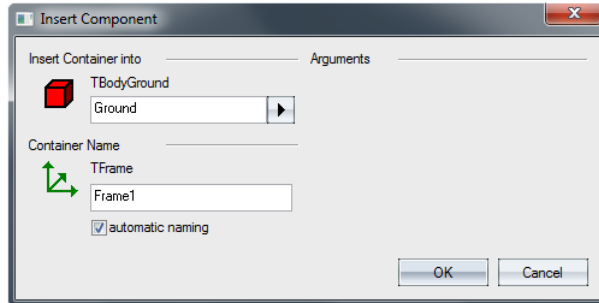 Insert Component
Insert Container into
Arguments
TBodyGround
Ground
Container Name
TFrame
Frame1
automatic naming
OK
Cancel